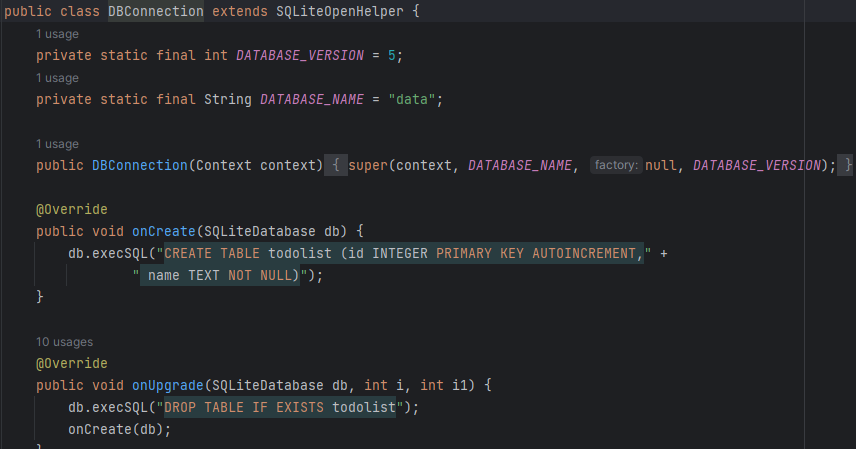 public class DBConnection extends SQLiteOpenHelper {
1 usage
private static final int DATABASE_VERSION = 5;
1 usage
private static final String DATABASE_NAME = "data";
1 usage
public DBConnection(Context context) { super(context, DATABASE_NAME, factory: null, DATABASE_VERSION); }
@Override
public void onCreate(SQLiteDatabase db) {
db.execSQL("CREATE TABLE todolist (id INTEGER PRIMARY KEY AUTOINCREMENT," +
" name TEXT NOT NULL)");
}
10 usages
@Override
public void onUpgrade(SQLiteDatabase db, int i, int i1) {
db.execSQL("DROP TABLE IF EXISTS todolist");
onCreate(db);
}